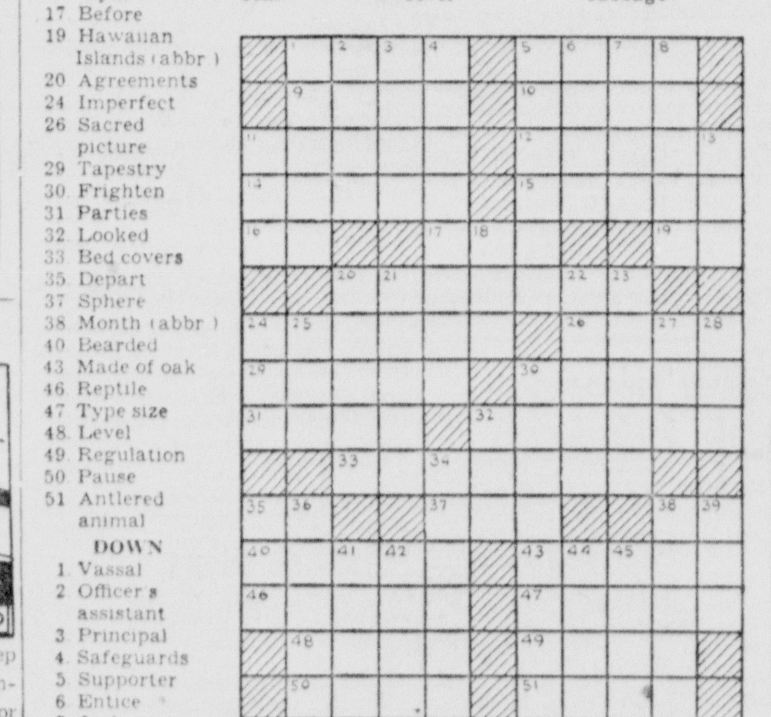 17. Before
19 Hawaiian
Islands (abbr )
20 Agreements
24 Imperfect
26 Sacred
picture
29 Tapestry
30. Frighten
31 Parties
32. Looked
33 Bed covers
35. Depart
37 Sphere
38 Month (abbr )
40 Bearded
43 Made of oak
46. Reptile
47 Type size
48. Level
49. Regulation
50 Pause
51 Antlered
animal
DOWN
1. Vassal
2. Officer's
assistant
3. Principal
4. Safeguards
5 Supporter
6. Entice
1 2 3 4 5 6 7 8
9 10
11 12 13
14 15
16 17 18 19
20 21 22 23
24 25 26 27 28
29 30
31 32
33 34
35 36 37 38 39
40 41 42 43 44 45
46 47
48 49
50 51